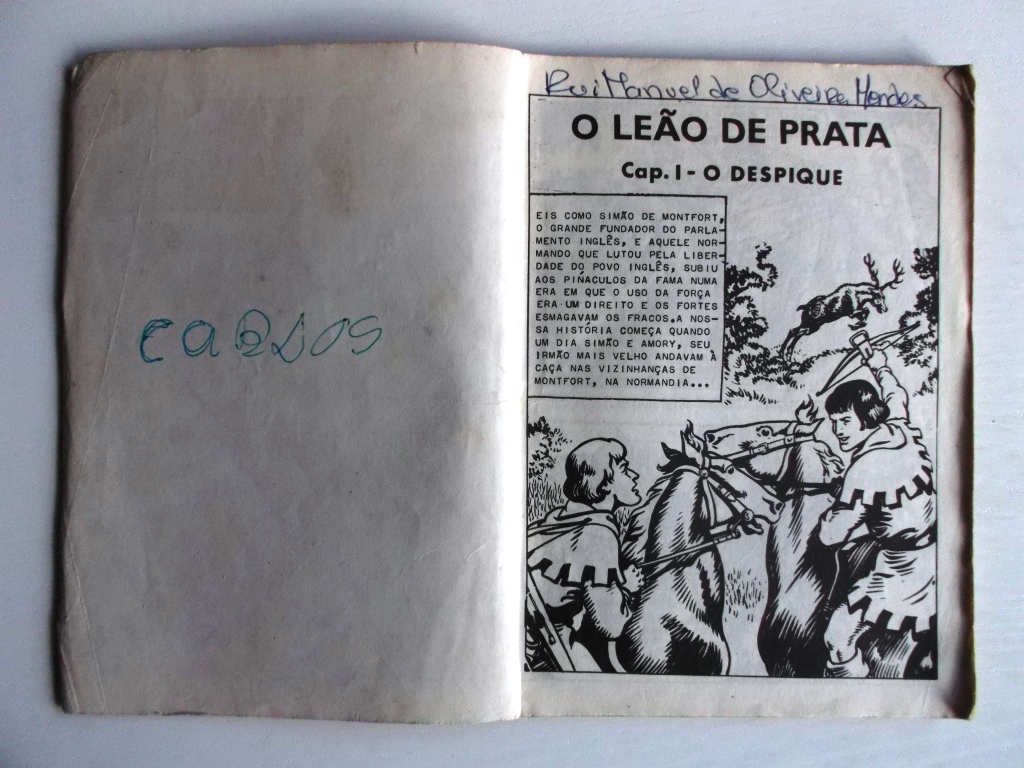 CARLOS
Rui Manuel de Oliveira Mendes
O LEÃO DE PRATA
Cap. I - O DESPIQUE
EIS COMO SIMÃO DE MONTFORT,
O GRANDE FUNDADOR DO PARLA-
MENTO INGLÊS, E AQUELE NOR-
MANDO QUE LUTOU PELA LIBER-
DADE DO POVO INGLÊS, SUBIU
AOS PINACULOS DA FAMA NUMA
ERA EM QUE O USO DA FORÇA
ERA UM DIREITO E OS FORTES
ESMAGAVAM OS FRACOS. A NOS-
SA HISTÓRIA COMEÇA QUANDO
UM DIA SIMÃO E AMORY, SEU
IRMÃO MAIS VELHO ANDAVAM À
CAÇA NAS VIZINHANÇAS DE
MONTFORT, NA NORMANDIA...